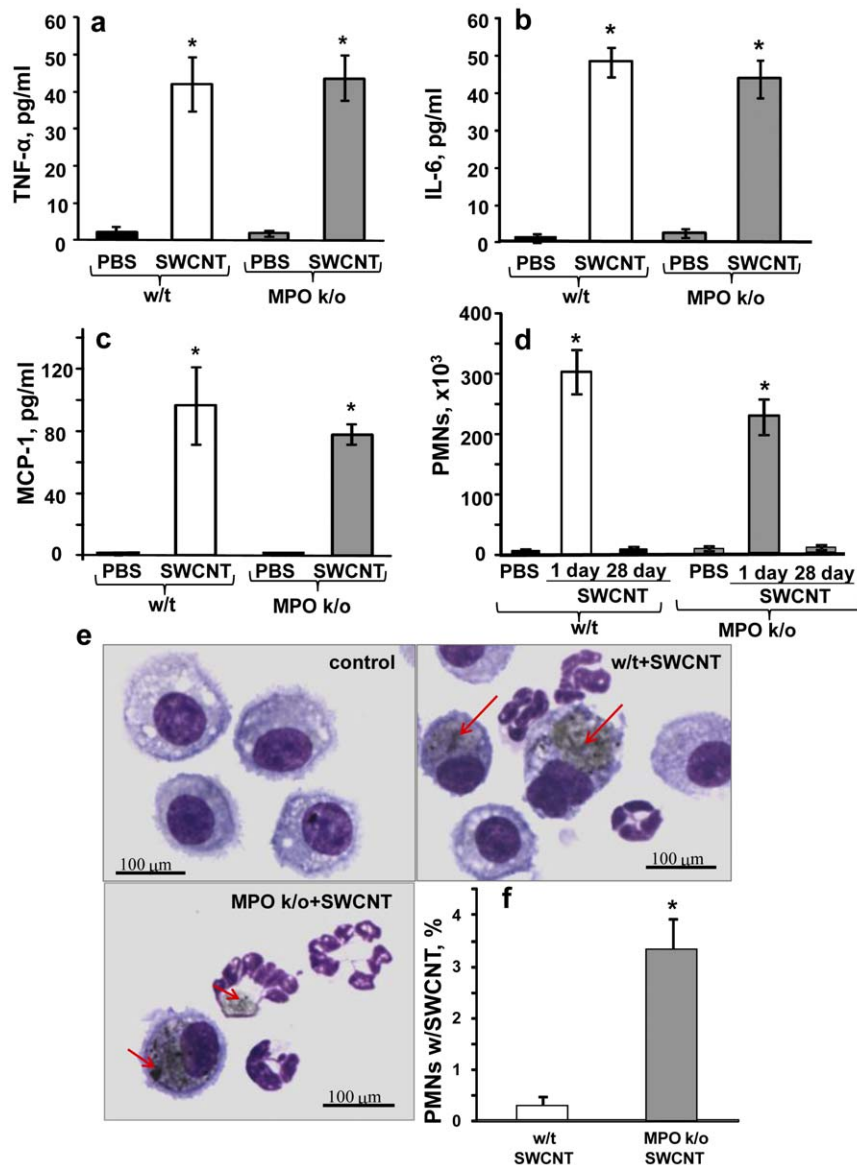 a
TNF-α, pg/ml
60
40
20
0
*
*
PBS SWCNT PBS SWCNT
w/t MPO k/o
b
IL-6, pg/ml
60
50
40
30
20
10
0
*
*
PBS SWCNT PBS SWCNT
w/t MPO k/o
c
MCP-1, pg/ml
120
80
40
0
*
*
PBS SWCNT PBS SWCNT
w/t MPO k/o
d
PMNs, x10³
400
300
200
100
0
*
*
PBS 1 day 28 day PBS 1 day 28 day
SWCNT SWCNT
w/t MPO k/o
e
control
100 μm
w/t+SWCNT
100 μm
MPO k/o+SWCNT
100 μm
f
PMNs w/SWCNT, %
4
3
2
1
0
*
w/t MPO k/o
SWCNT SWCNT